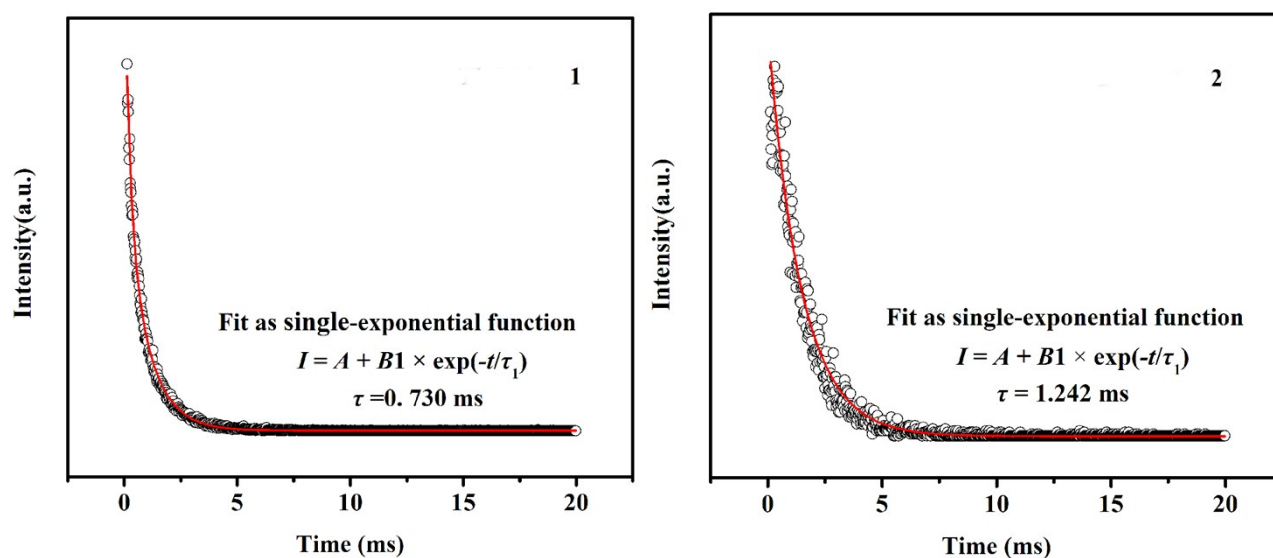 1
Intensity(a.u.)
Fit as single-exponential function
I = A + B1 × exp(-t/τ₁)
τ =0. 730 ms
0 5 10 15 20
Time (ms)
2
Intensity(a.u.)
Fit as single-exponential function
I = A + B1 × exp(-t/τ₁)
τ = 1.242 ms
0 5 10 15 20
Time (ms)